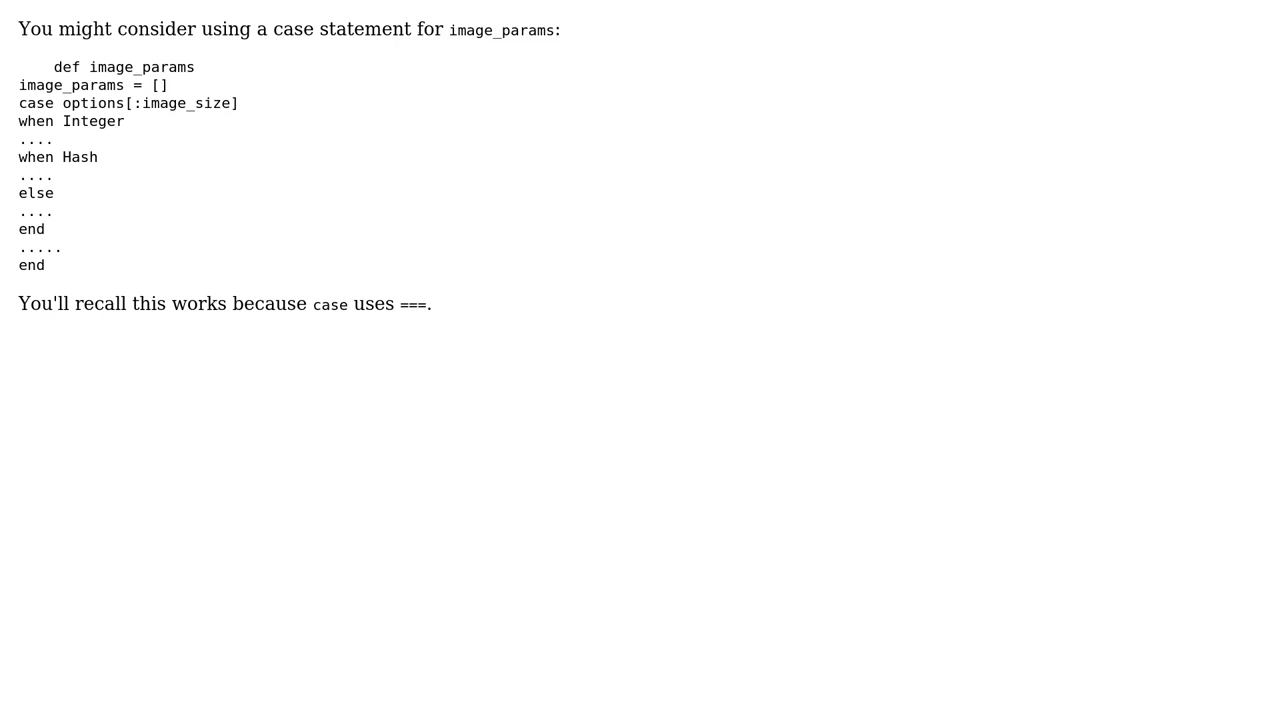 You might consider using a case statement for image_params:
    def image_params
image_params = []
case options[:image_size]
when Integer
....
when Hash
....
else
....
end
.....
end
You'll recall this works because case uses ===.